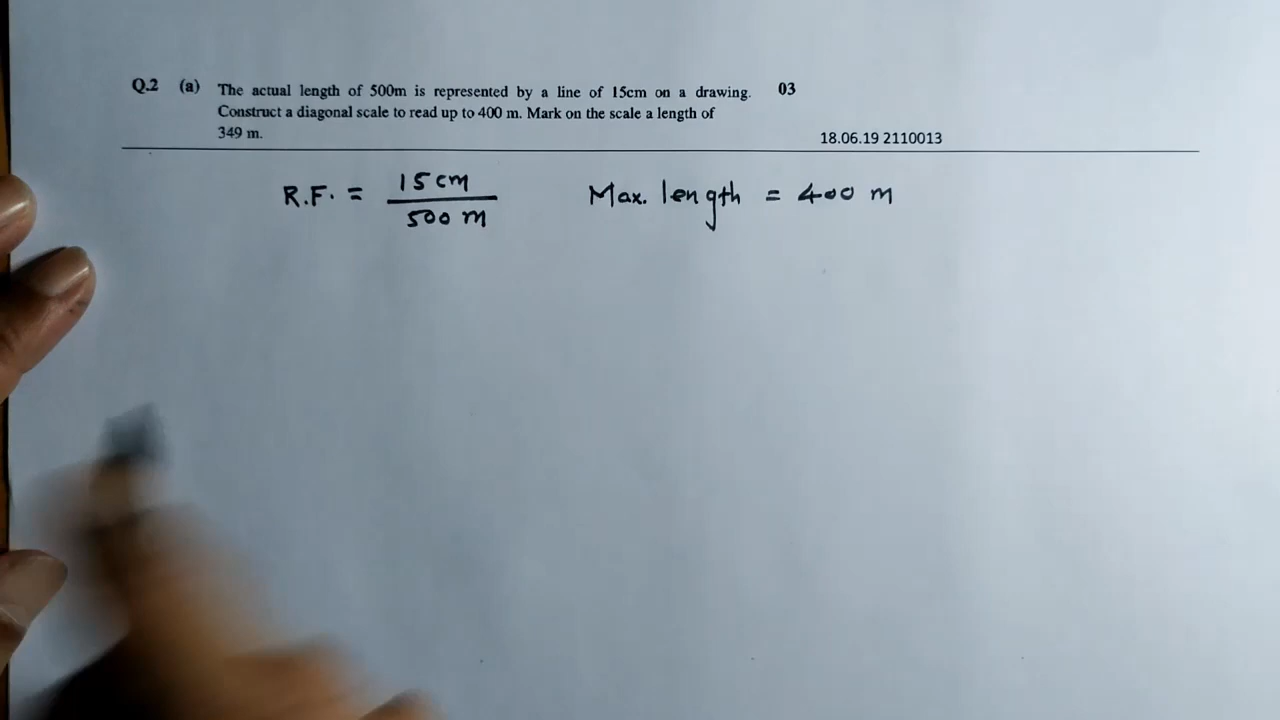 Q.2 (a) The actual length of 500m is represented by a line of 15cm on a drawing. 03
Construct a diagonal scale to read up to 400 m. Mark on the scale a length of
349 m.
18.06.19 2110013
R.F. = 15 cm / 500 m Max. length = 400 m